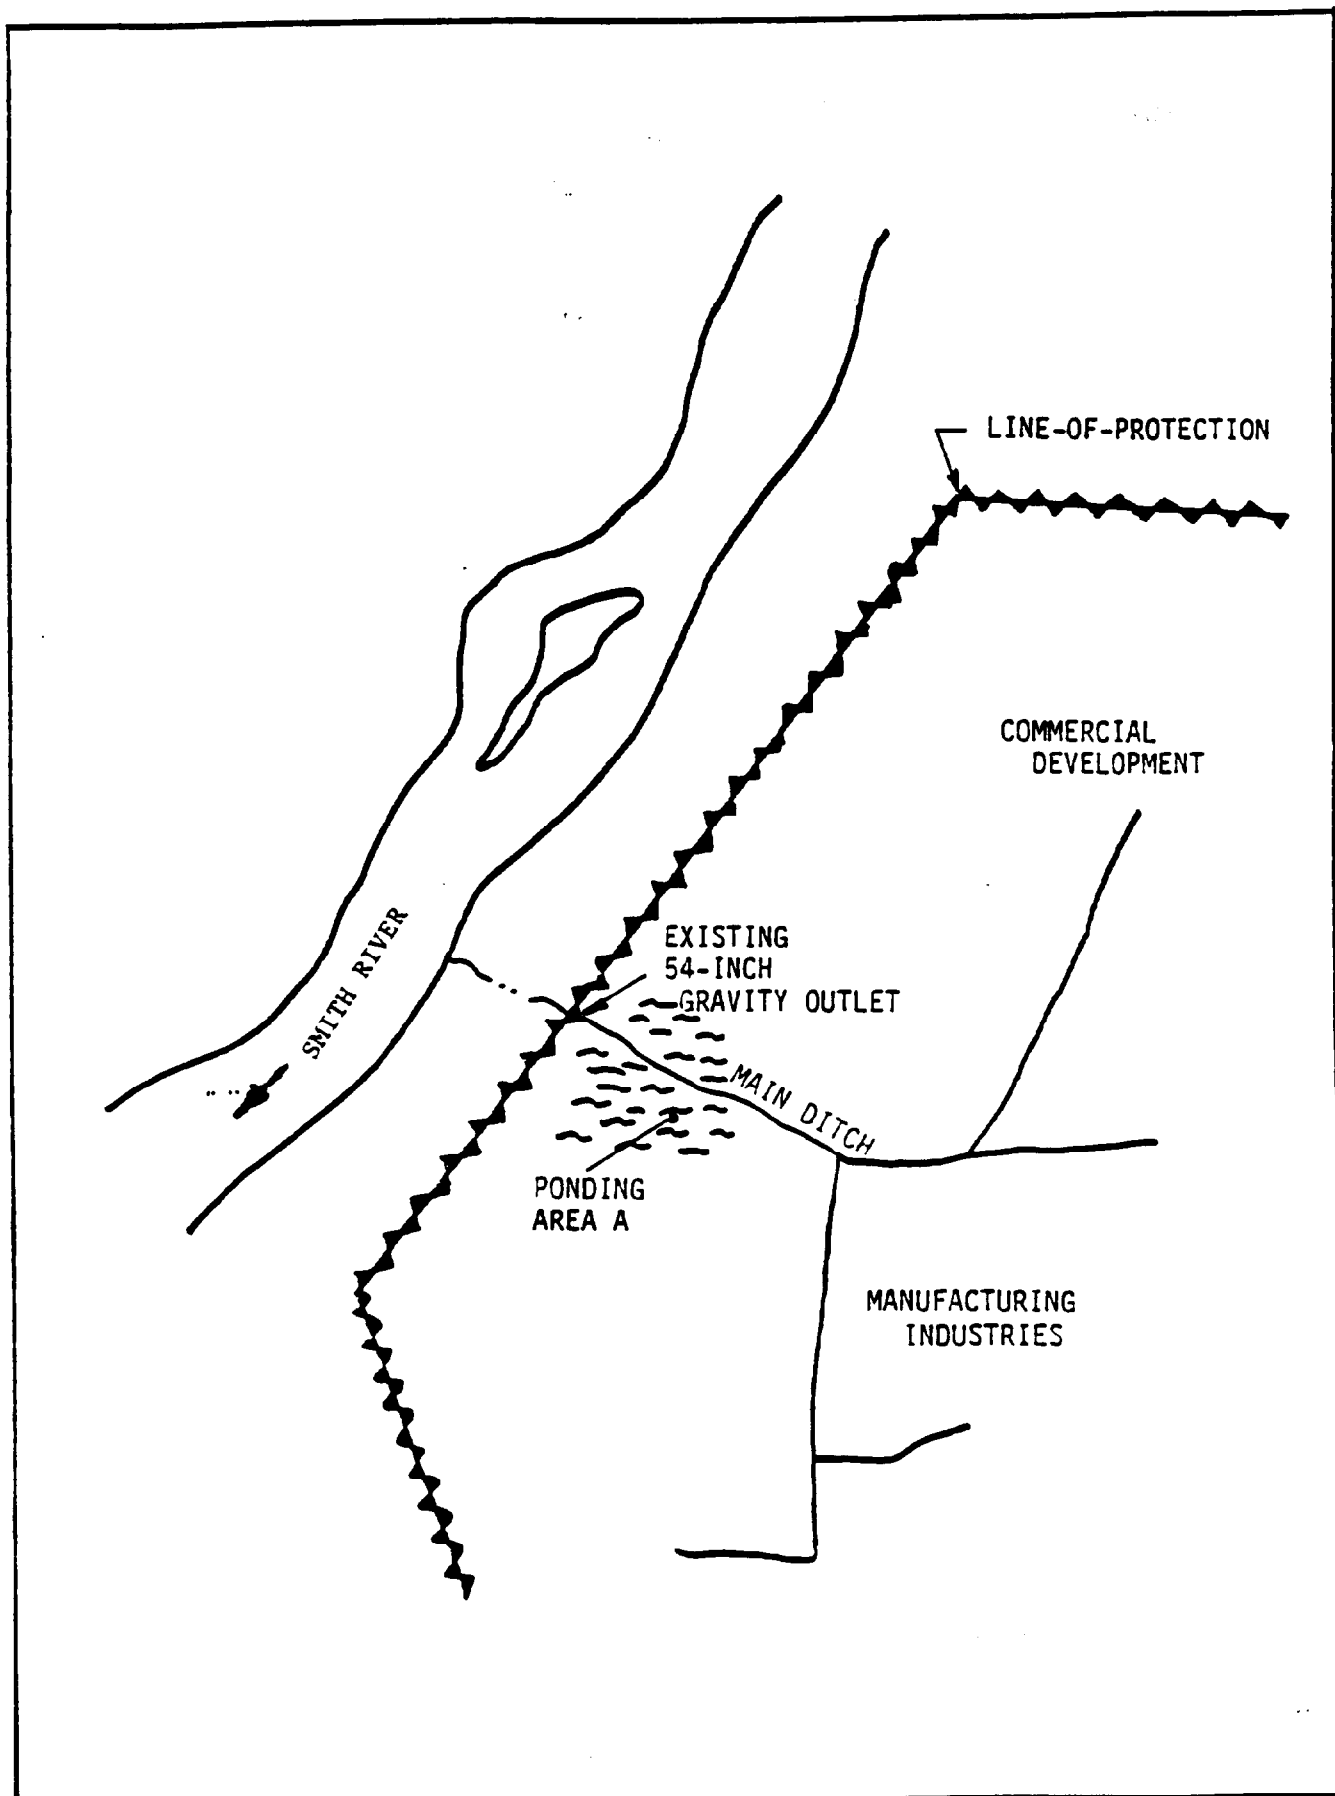 LINE-OF-PROTECTION
COMMERCIAL
DEVELOPMENT
EXISTING
54-INCH
GRAVITY OUTLET
SMITH RIVER
MAIN DITCH
PONDING
AREA A
MANUFACTURING
INDUSTRIES